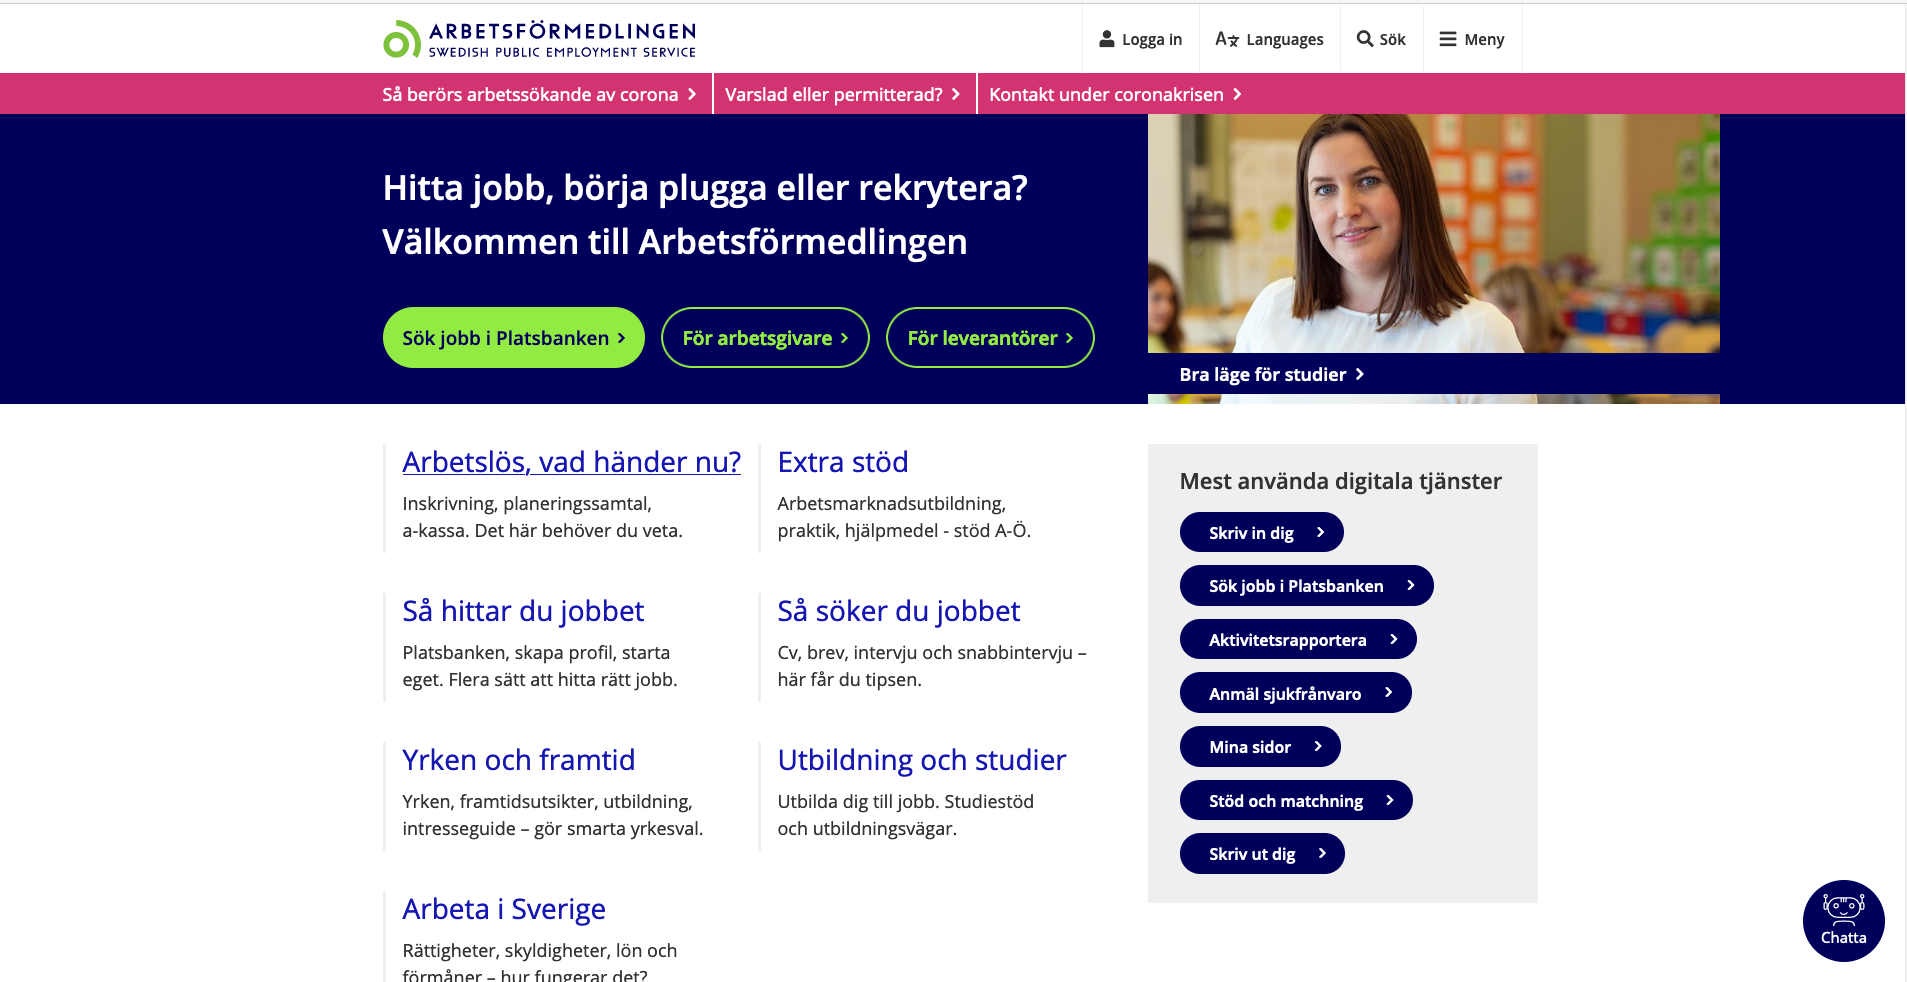 ARBETSFÖRMEDLINGEN
SWEDISH PUBLIC EMPLOYMENT SERVICE
Logga in
Languages
Sök
Meny
Så berörs arbetssökande av corona
Varslad eller permitterad?
Kontakt under coronakrisen
Hitta jobb, börja plugga eller rekrytera?
Välkommen till Arbetsförmedlingen
Sök jobb i Platsbanken
För arbetsgivare
För leverantörer
Bra läge för studier
Arbetslös, vad händer nu?
Inskrivning, planeringssamtal,
a-kassa. Det här behöver du veta.
Extra stöd
Arbetsmarknadsutbildning,
praktik, hjälpmedel - stöd A-Ö.
Så hittar du jobbet
Platsbanken, skapa profil, starta
eget. Flera sätt att hitta rätt jobb.
Så söker du jobbet
Cv, brev, intervju och snabbintervju –
här får du tipsen.
Yrken och framtid
Yrken, framtidsutsikter, utbildning,
intresseguide – gör smarta yrkesval.
Utbildning och studier
Utbilda dig till jobb. Studiestöd
och utbildningsvägar.
Arbeta i Sverige
Rättigheter, skyldigheter, lön och
förmåner – hur fungerar det?
Mest använda digitala tjänster
Skriv in dig
Sök jobb i Platsbanken
Aktivitetsrapportera
Anmäl sjukfrånvaro
Mina sidor
Stöd och matchning
Skriv ut dig
Chatta